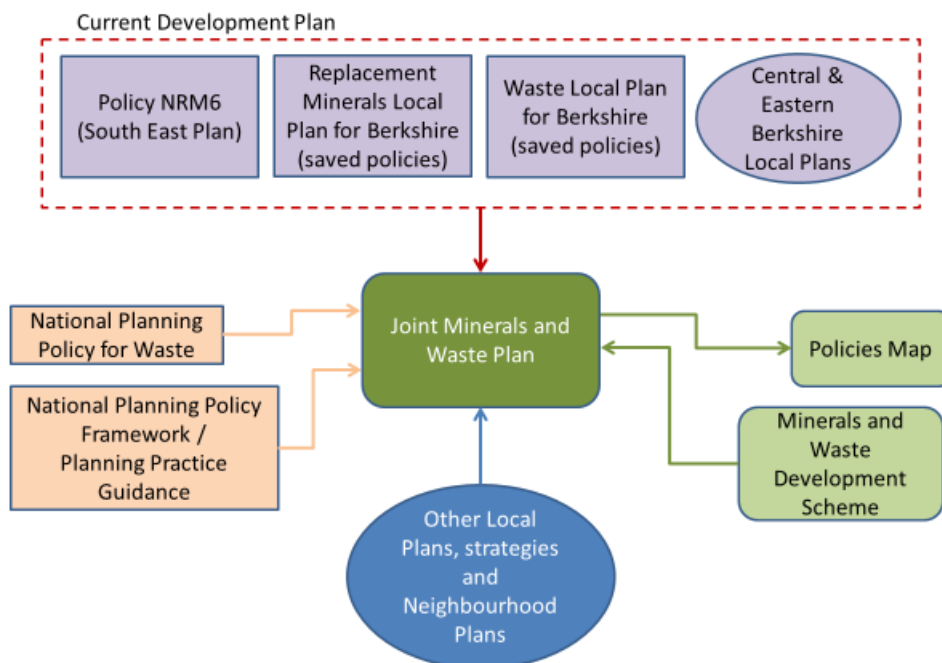 Current Development Plan
Policy NRM6
(South East Plan)
Replacement
Minerals Local
Plan for Berkshire
(saved policies)
Waste Local Plan
for Berkshire
(saved policies)
Central &
Eastern
Berkshire
Local Plans
National Planning
Policy for Waste
Joint Minerals and
Waste Plan
Policies Map
National Planning Policy
Framework /
Planning Practice
Guidance
Minerals and
Waste
Development
Scheme
Other Local
Plans, strategies
and
Neighbourhood
Plans